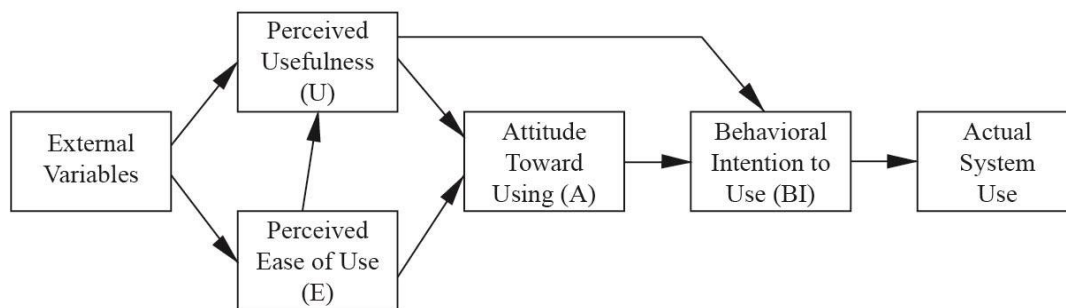 External
Variables
Perceived
Usefulness
(U)
Perceived
Ease of Use
(E)
Attitude
Toward
Using (A)
Behavioral
Intention to
Use (BI)
Actual
System
Use